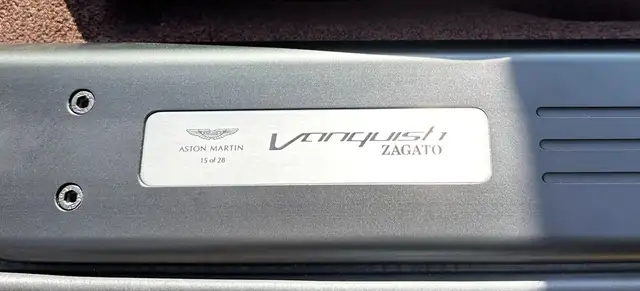 ASTON MARTIN
15 of 28
Vanquish
ZAGATO